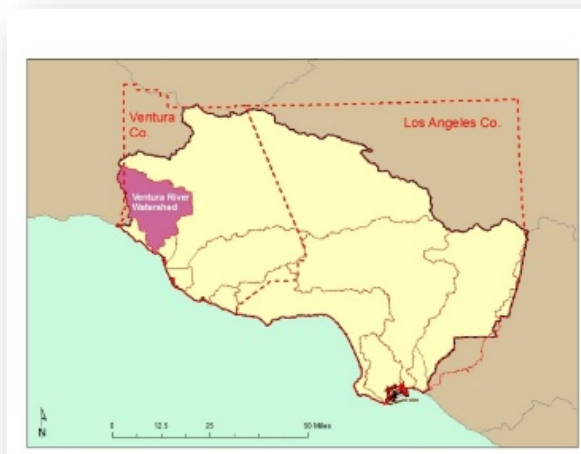 Ventura
Co.
Los Angeles Co.
Ventura River
Watershed
N
0 12.5 25 50 Miles